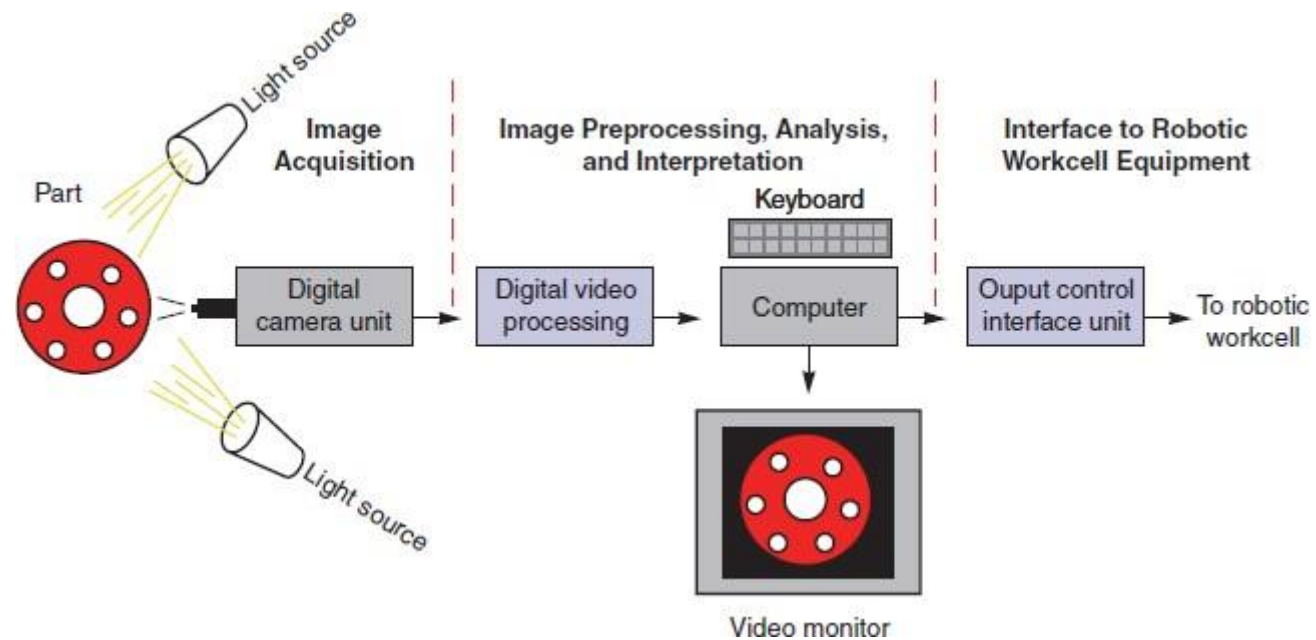 Light source
Image
Acquisition
Image Preprocessing, Analysis,
and Interpretation
Interface to Robotic
Workcell Equipment
Part
Keyboard
Digital
camera unit
Digital video
processing
Computer
Ouput control
interface unit
To robotic
workcell
Light source
Video monitor